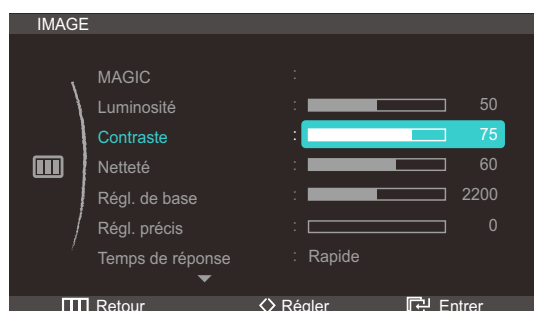 IMAGE
MAGIC :
Luminosité : 50
Contraste : 75
Netteté : 60
Régl. de base : 2200
Régl. précis : 0
Temps de réponse : Rapide
Retour Régler Entrer